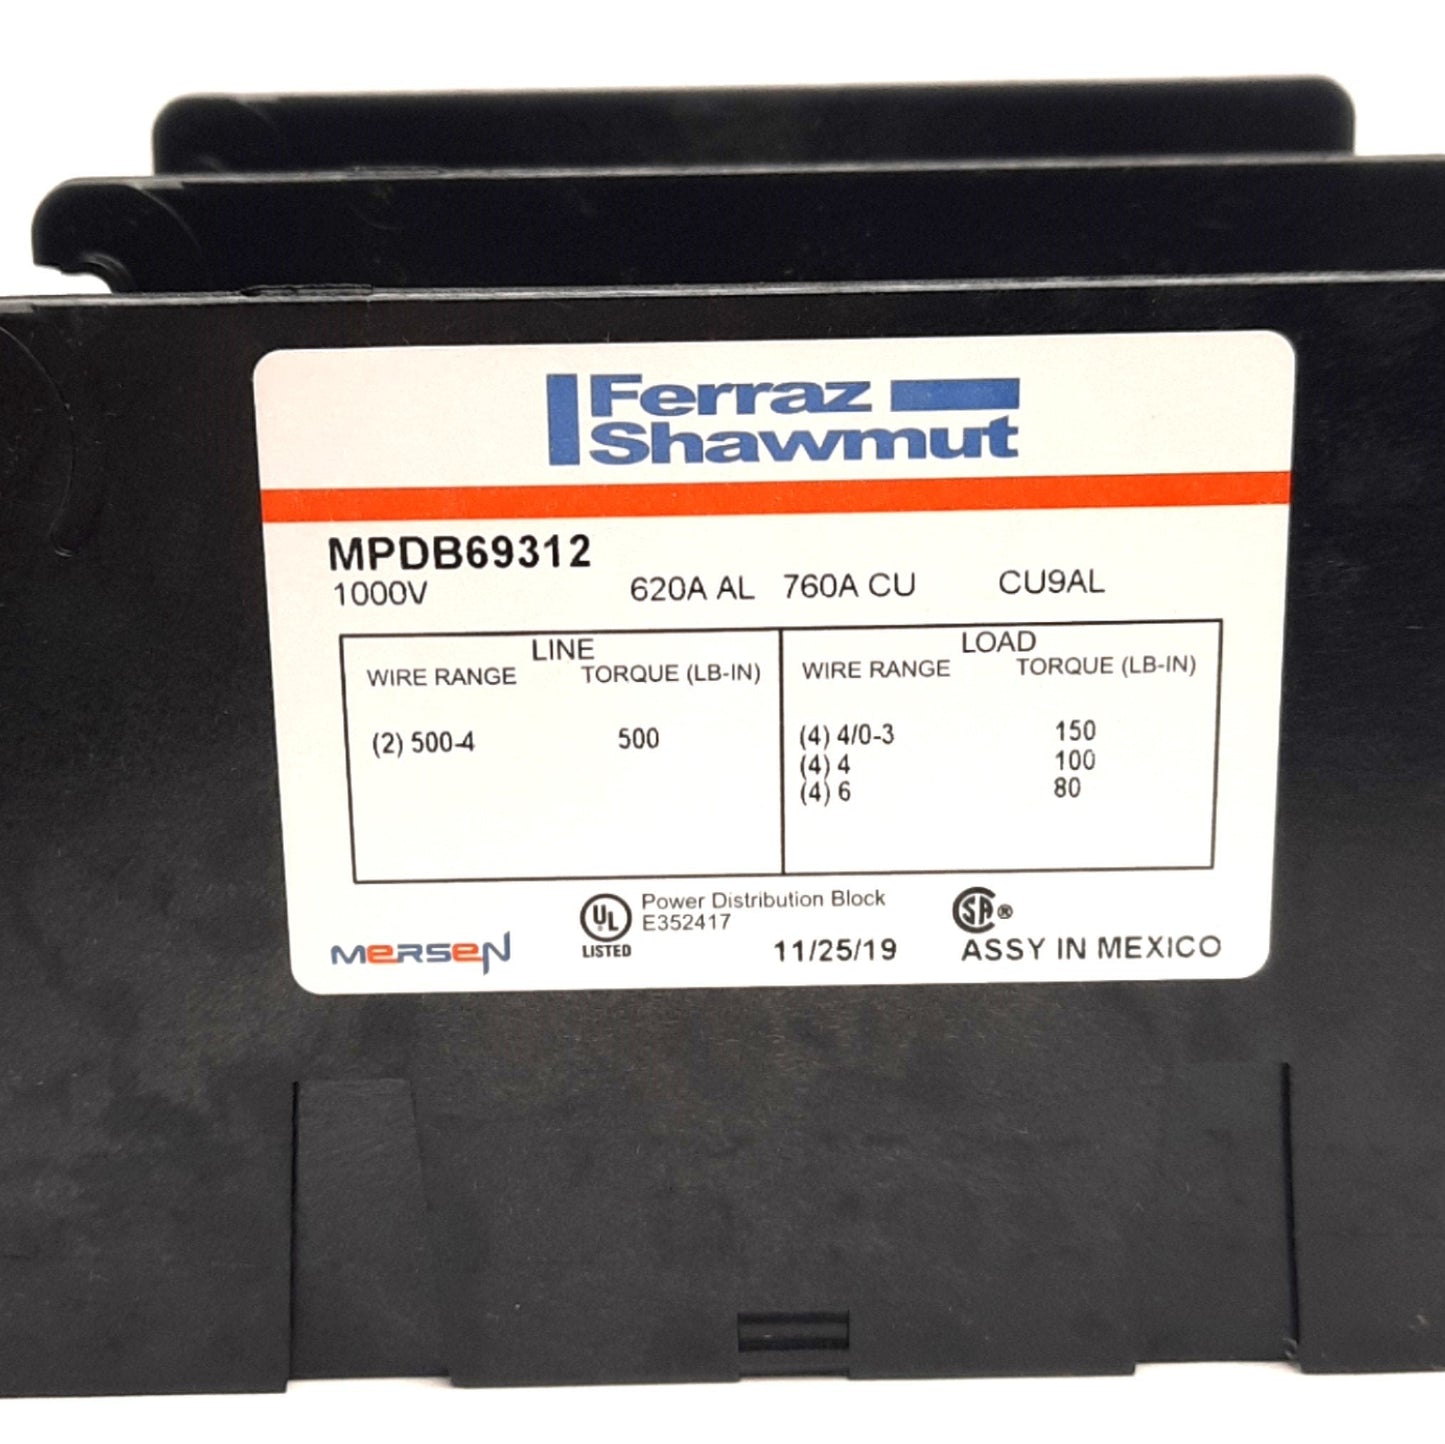 Ferraz
Shawmut
MPDB69312
1000V 620A AL 760A CU CU9AL
LINE
WIRE RANGE TORQUE (LB-IN)
(2) 500-4 500
LOAD
WIRE RANGE TORQUE (LB-IN)
(4) 4/0-3 150
(4) 4 100
(4) 6 80
MERSEN
UL
LISTED
Power Distribution Block
E352417
11/25/19
SA ®
ASSY IN MEXICO